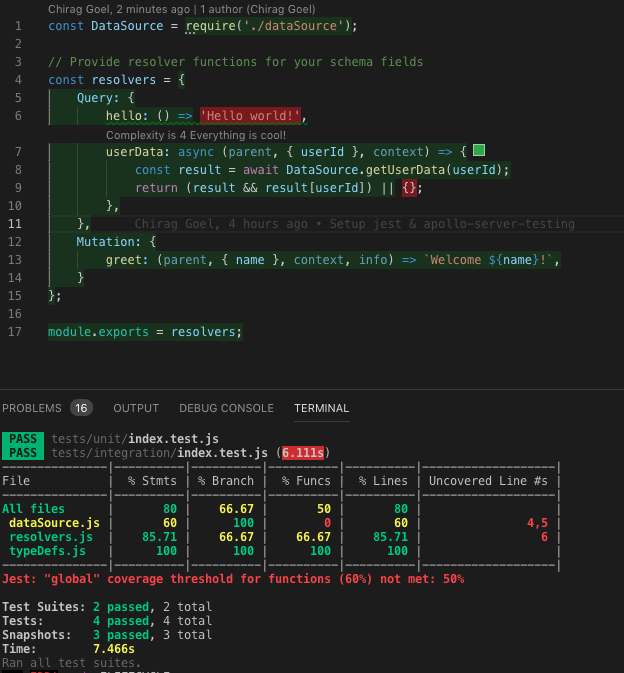 Chirag Goel, 2 minutes ago | 1 author (Chirag Goel)
1 const DataSource = require('./dataSource');
2
3 // Provide resolver functions for your schema fields
4 const resolvers = {
5 Query: {
6 hello: () => 'Hello world!',
Complexity is 4 Everything is cool!
7 userData: async (parent, { userId }, context) => {
8 const result = await DataSource.getUserData(userId);
9 return (result && result[userId]) || {};
10 },
11 }, Chirag Goel, 4 hours ago • Setup jest & apollo-server-testing
12 Mutation: {
13 greet: (parent, { name }, context, info) => `Welcome ${name}!`,
14 }
15 };
16
17 module.exports = resolvers;
PROBLEMS 16 OUTPUT DEBUG CONSOLE TERMINAL
PASS tests/unit/index.test.js
PASS tests/integration/index.test.js (6.111s)
File | % Stmts | % Branch | % Funcs | % Lines | Uncovered Line #s |
All files | 80 | 66.67 | 50 | 80 | |
dataSource.js | 60 | 100 | 0 | 60 | 4,5 |
resolvers.js | 85.71 | 66.67 | 66.67 | 85.71 | 6 |
typeDefs.js | 100 | 100 | 100 | 100 | |
Jest: "global" coverage threshold for functions (60%) not met: 50%
Test Suites: 2 passed, 2 total
Tests: 4 passed, 4 total
Snapshots: 3 passed, 3 total
Time: 7.466s
Ran all test suites.